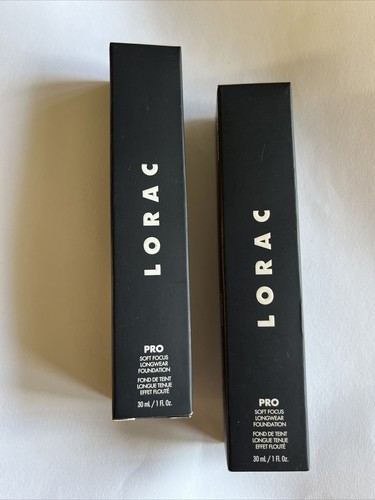 LORAC
PRO
SOFT FOCUS
LONGWEAR
FOUNDATION
FOND DE TEINT
LONGUE TENUE
EFFET FLOUTÉ
30 mL / 1 Fl. Oz.
LORAC
PRO
SOFT FOCUS
LONGWEAR
FOUNDATION
FOND DE TEINT
LONGUE TENUE
EFFET FLOUTÉ
30 mL / 1 Fl. Oz.